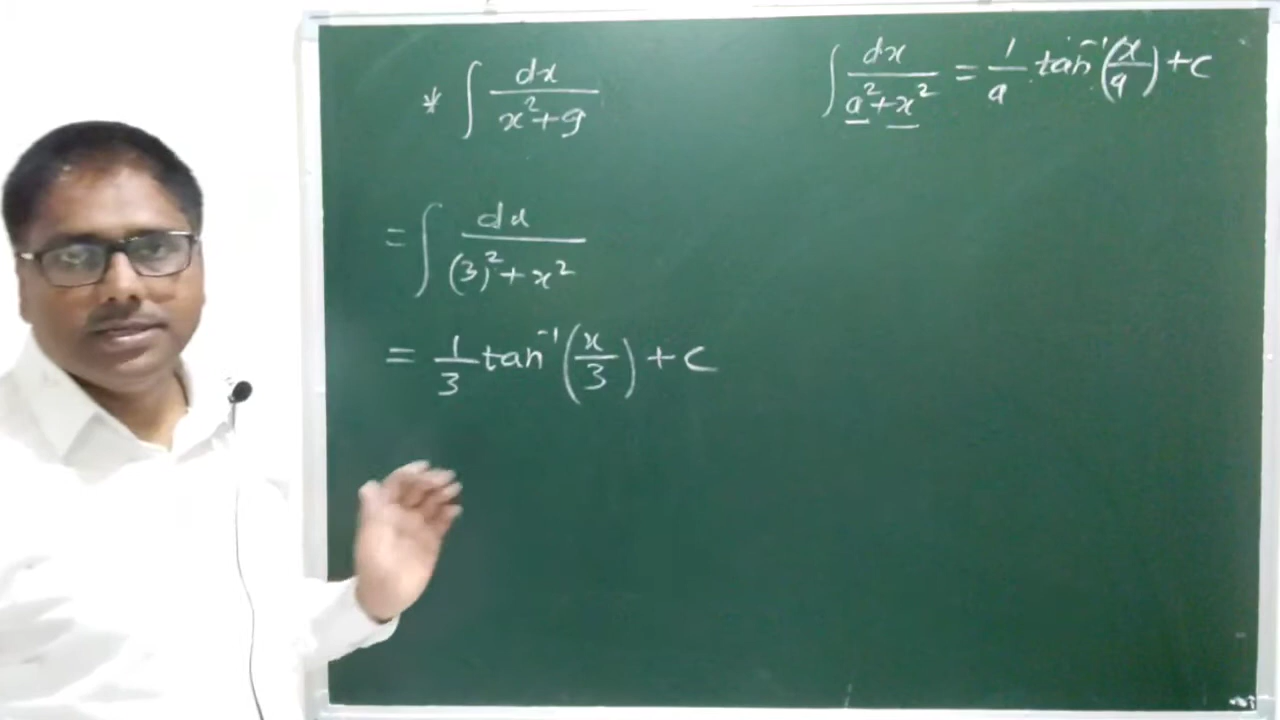 * ∫ dx / (x² + 9)
∫ dx / (a² + x²) = 1/a tan⁻¹(x/a) + c
= ∫ dx / ((3)² + x²)
= 1/3 tan⁻¹(x/3) + c